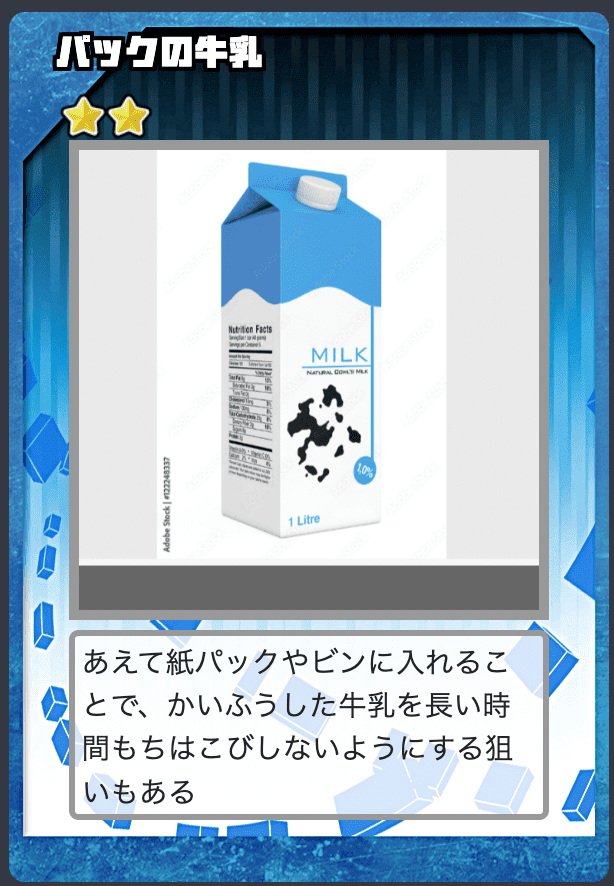 パックの牛乳
Nutrition Facts
MILK
NATURAL COWL'S MILK
1,0%
1 Litre
Adobe Stock | #122248337
あえて紙パックやビンに入れるこ
とで、かいふうした牛乳を長い時
間もちはこびしないようにする狙
いもある